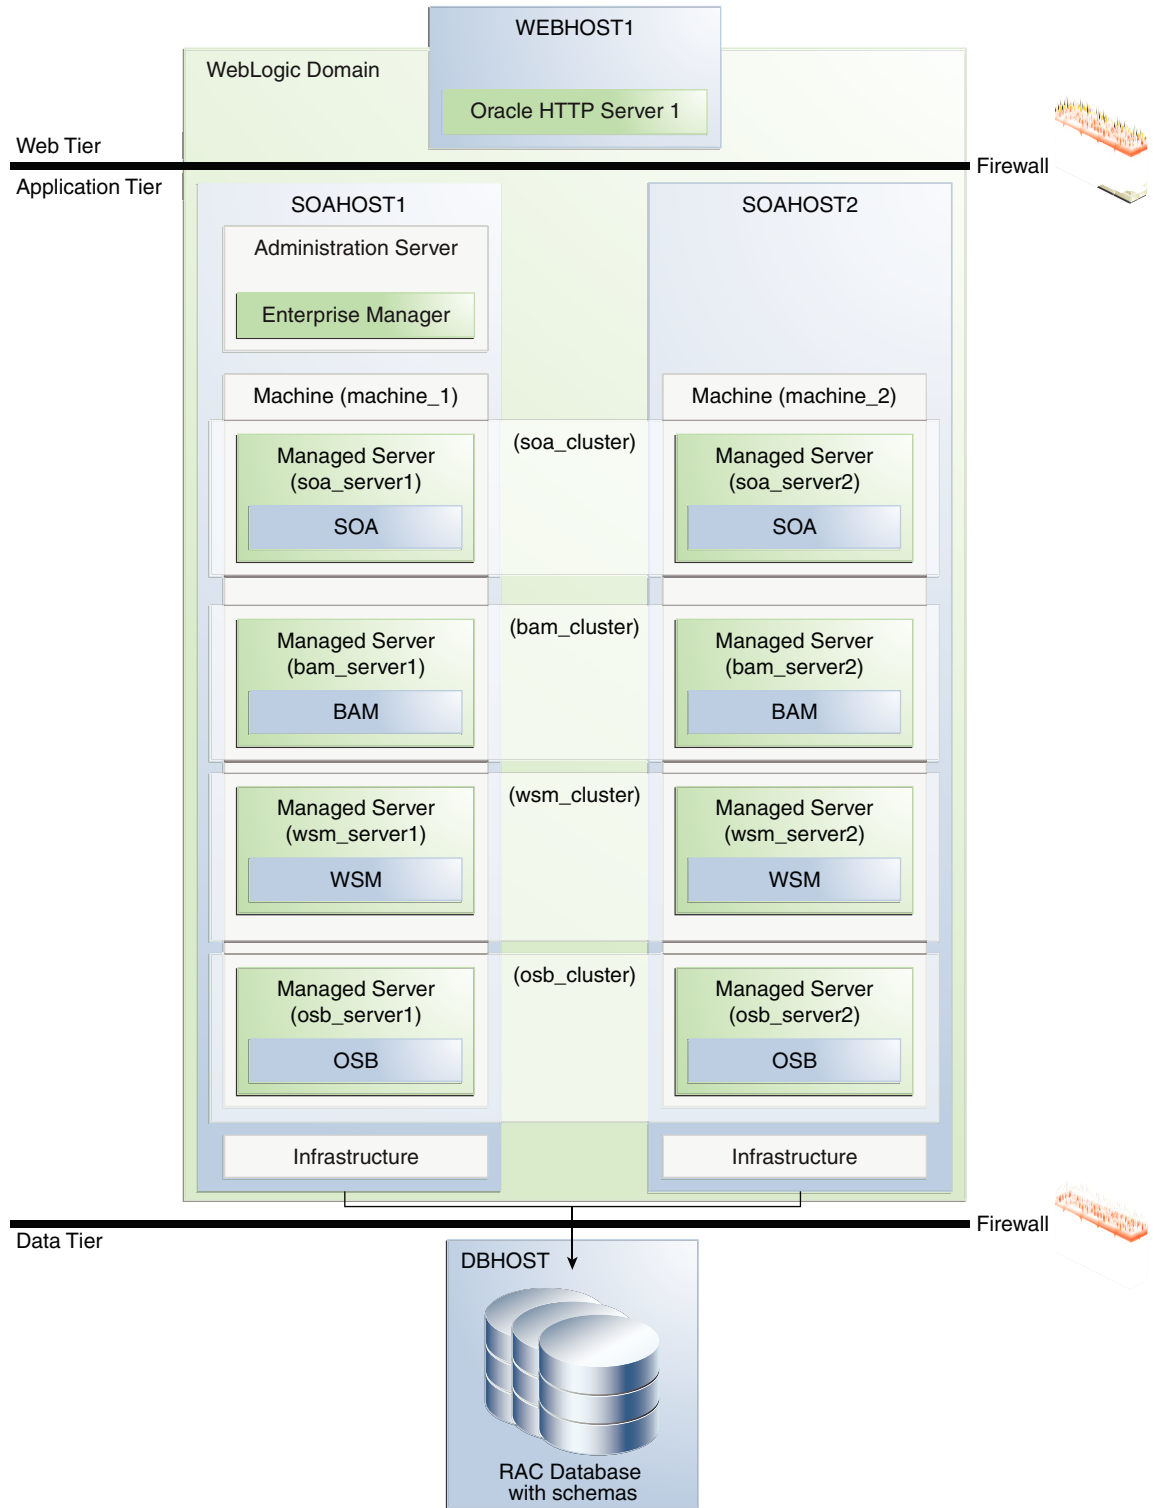 WEBHOST1
WebLogic Domain
Oracle HTTP Server 1
Web Tier
Firewall
Application Tier
SOAHOST1
SOAHOST2
Administration Server
Enterprise Manager
Machine (machine_1)
Machine (machine_2)
(soa_cluster)
Managed Server
(soa_server1)
SOA
Managed Server
(soa_server2)
SOA
(bam_cluster)
Managed Server
(bam_server1)
BAM
Managed Server
(bam_server2)
BAM
(wsm_cluster)
Managed Server
(wsm_server1)
WSM
Managed Server
(wsm_server2)
WSM
(osb_cluster)
Managed Server
(osb_server1)
OSB
Managed Server
(osb_server2)
OSB
Infrastructure
Infrastructure
Firewall
Data Tier
DBHOST
RAC Database
with schemas